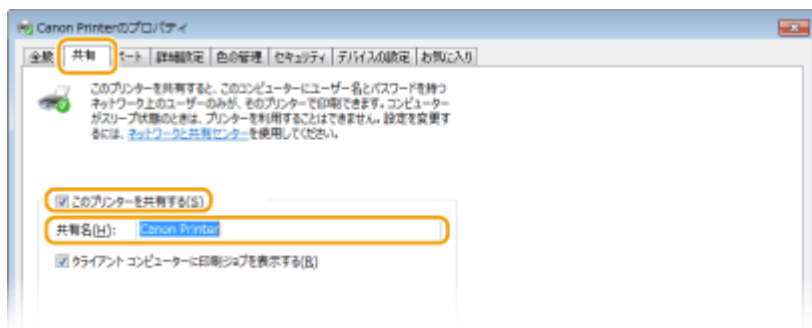 Canon Printerのプロパティ
全般 共有 ポート 詳細設定 色の管理 セキュリティ デバイスの設定 お気に入り
このプリンターを共有すると、このコンピューターにユーザー名とパスワードを持つ
ネットワーク上のユーザーのみが、そのプリンターで印刷できます。コンピューター
がスリープ状態のときは、プリンターを利用することはできません。設定を変更す
るには、ネットワークと共有センターを使用してください。
このプリンターを共有する(S)
共有名(H): Canon Printer
クライアント コンピューターに印刷ジョブを表示する(R)